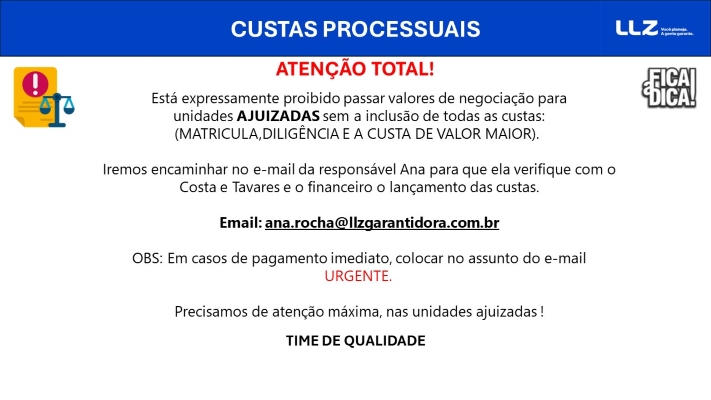 CUSTAS PROCESSUAIS
LLZ
Você planeja.
A gente garante.
ATENÇÃO TOTAL!
FICA A DICA!
Está expressamente proibido passar valores de negociação para
unidades AJUIZADAS sem a inclusão de todas as custas:
(MATRICULA,DILIGÊNCIA E A CUSTA DE VALOR MAIOR).
Iremos encaminhar no e-mail da responsável Ana para que ela verifique com o
Costa e Tavares e o financeiro o lançamento das custas.
Email: ana.rocha@llzgarantidora.com.br
OBS: Em casos de pagamento imediato, colocar no assunto do e-mail
URGENTE.
Precisamos de atenção máxima, nas unidades ajuizadas !
TIME DE QUALIDADE